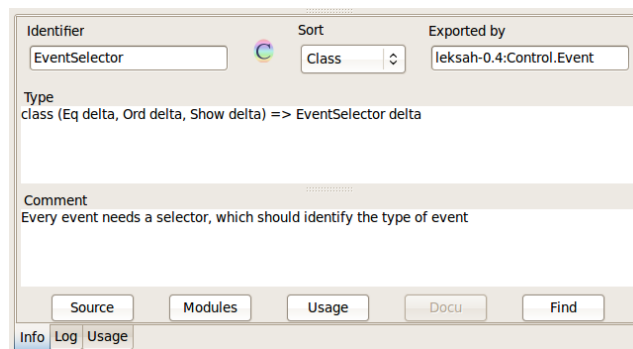 Identifier Sort Exported by
EventSelector C Class leksah-0.4:Control.Event
Type
class (Eq delta, Ord delta, Show delta) => EventSelector delta
Comment
Every event needs a selector, which should identify the type of event
Source Modules Usage Docu Find
Info Log Usage